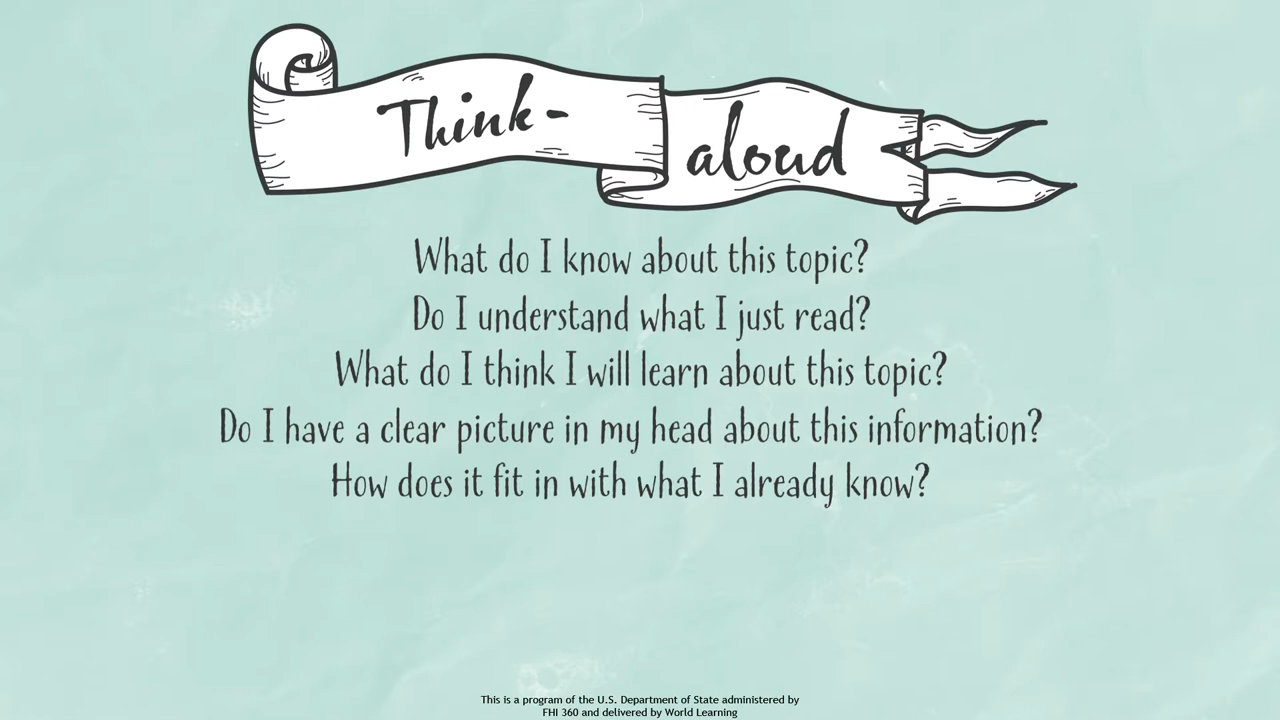 Think-aloud
What do I know about this topic?
Do I understand what I just read?
What do I think I will learn about this topic?
Do I have a clear picture in my head about this information?
How does it fit in with what I already know?
This is a program of the U.S. Department of State administered by
FHI 360 and delivered by World Learning